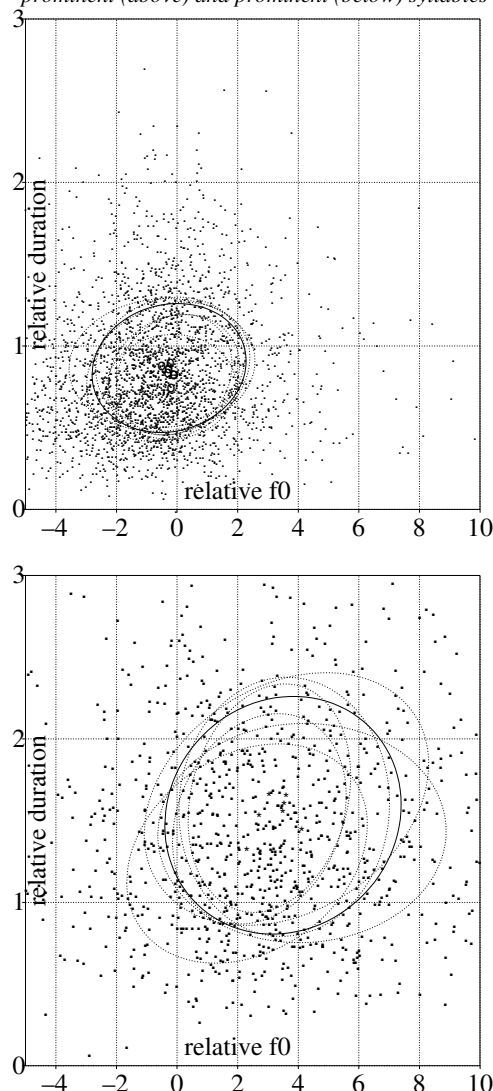 prominent (above) and prominent (below) syllables
3
2
relative duration
1
relative f0
0
−4 −2 0 2 4 6 8 10
3
2
relative duration
1
relative f0
0
−4 −2 0 2 4 6 8 10